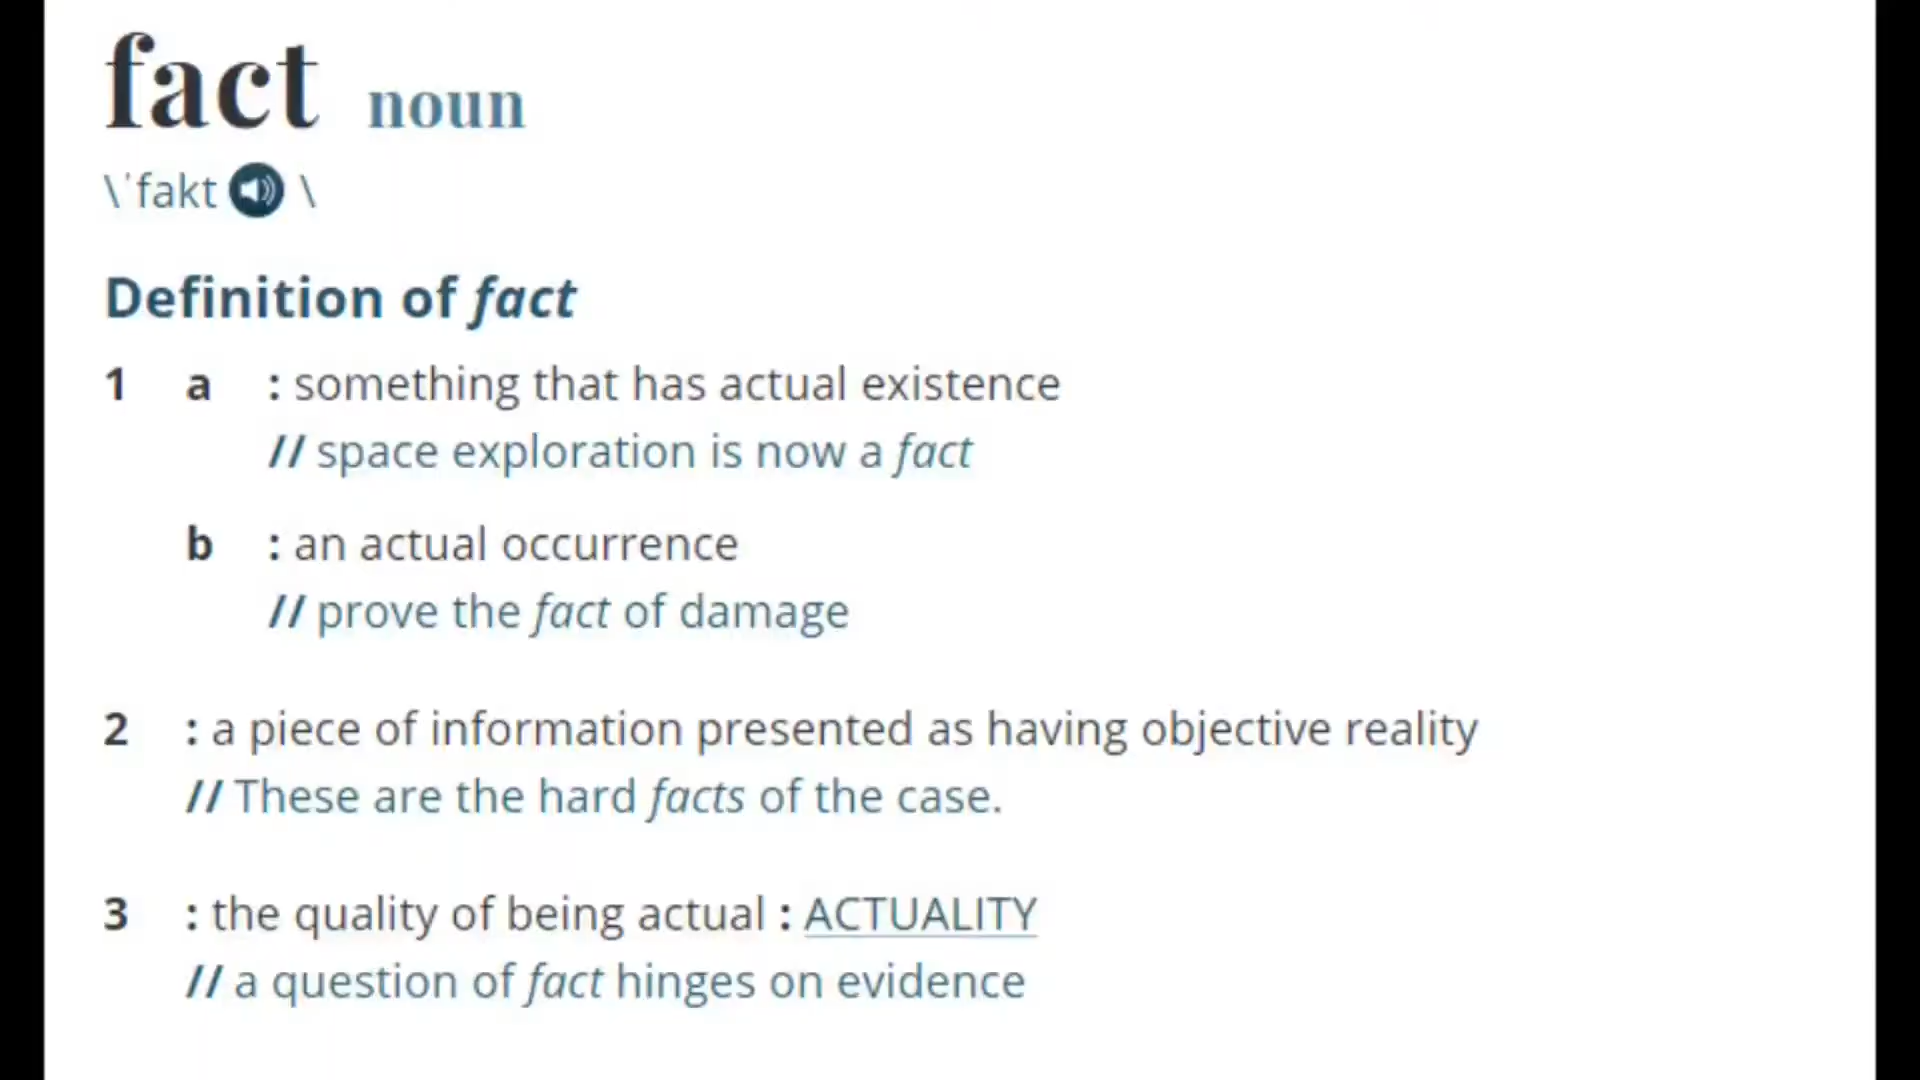 fact noun
\ ˈfakt \
Definition of fact
1 a : something that has actual existence
// space exploration is now a fact
b : an actual occurrence
// prove the fact of damage
2 : a piece of information presented as having objective reality
// These are the hard facts of the case.
3 : the quality of being actual : ACTUALITY
// a question of fact hinges on evidence